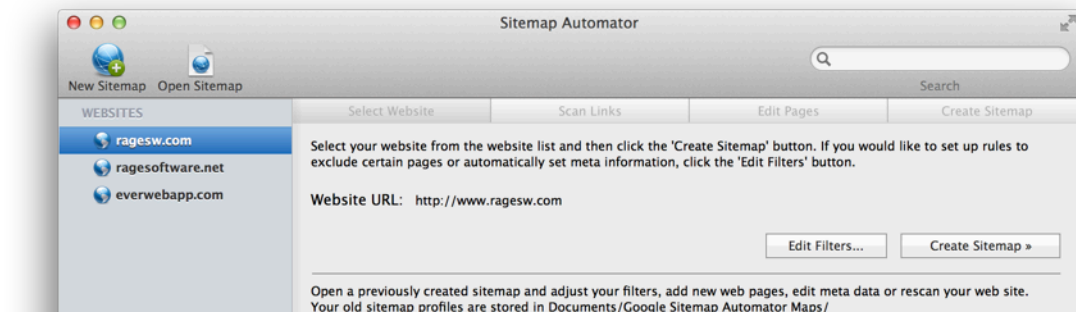 Sitemap Automator
New Sitemap Open Sitemap
Search
WEBSITES
Select Website Scan Links Edit Pages Create Sitemap
ragesw.com
ragesoftware.net
everwebapp.com
Select your website from the website list and then click the 'Create Sitemap' button. If you would like to set up rules to
exclude certain pages or automatically set meta information, click the 'Edit Filters' button.
Website URL: http://www.ragesw.com
Edit Filters... Create Sitemap »
Open a previously created sitemap and adjust your filters, add new web pages, edit meta data or rescan your web site.
Your old sitemap profiles are stored in Documents/Google Sitemap Automator Maps/